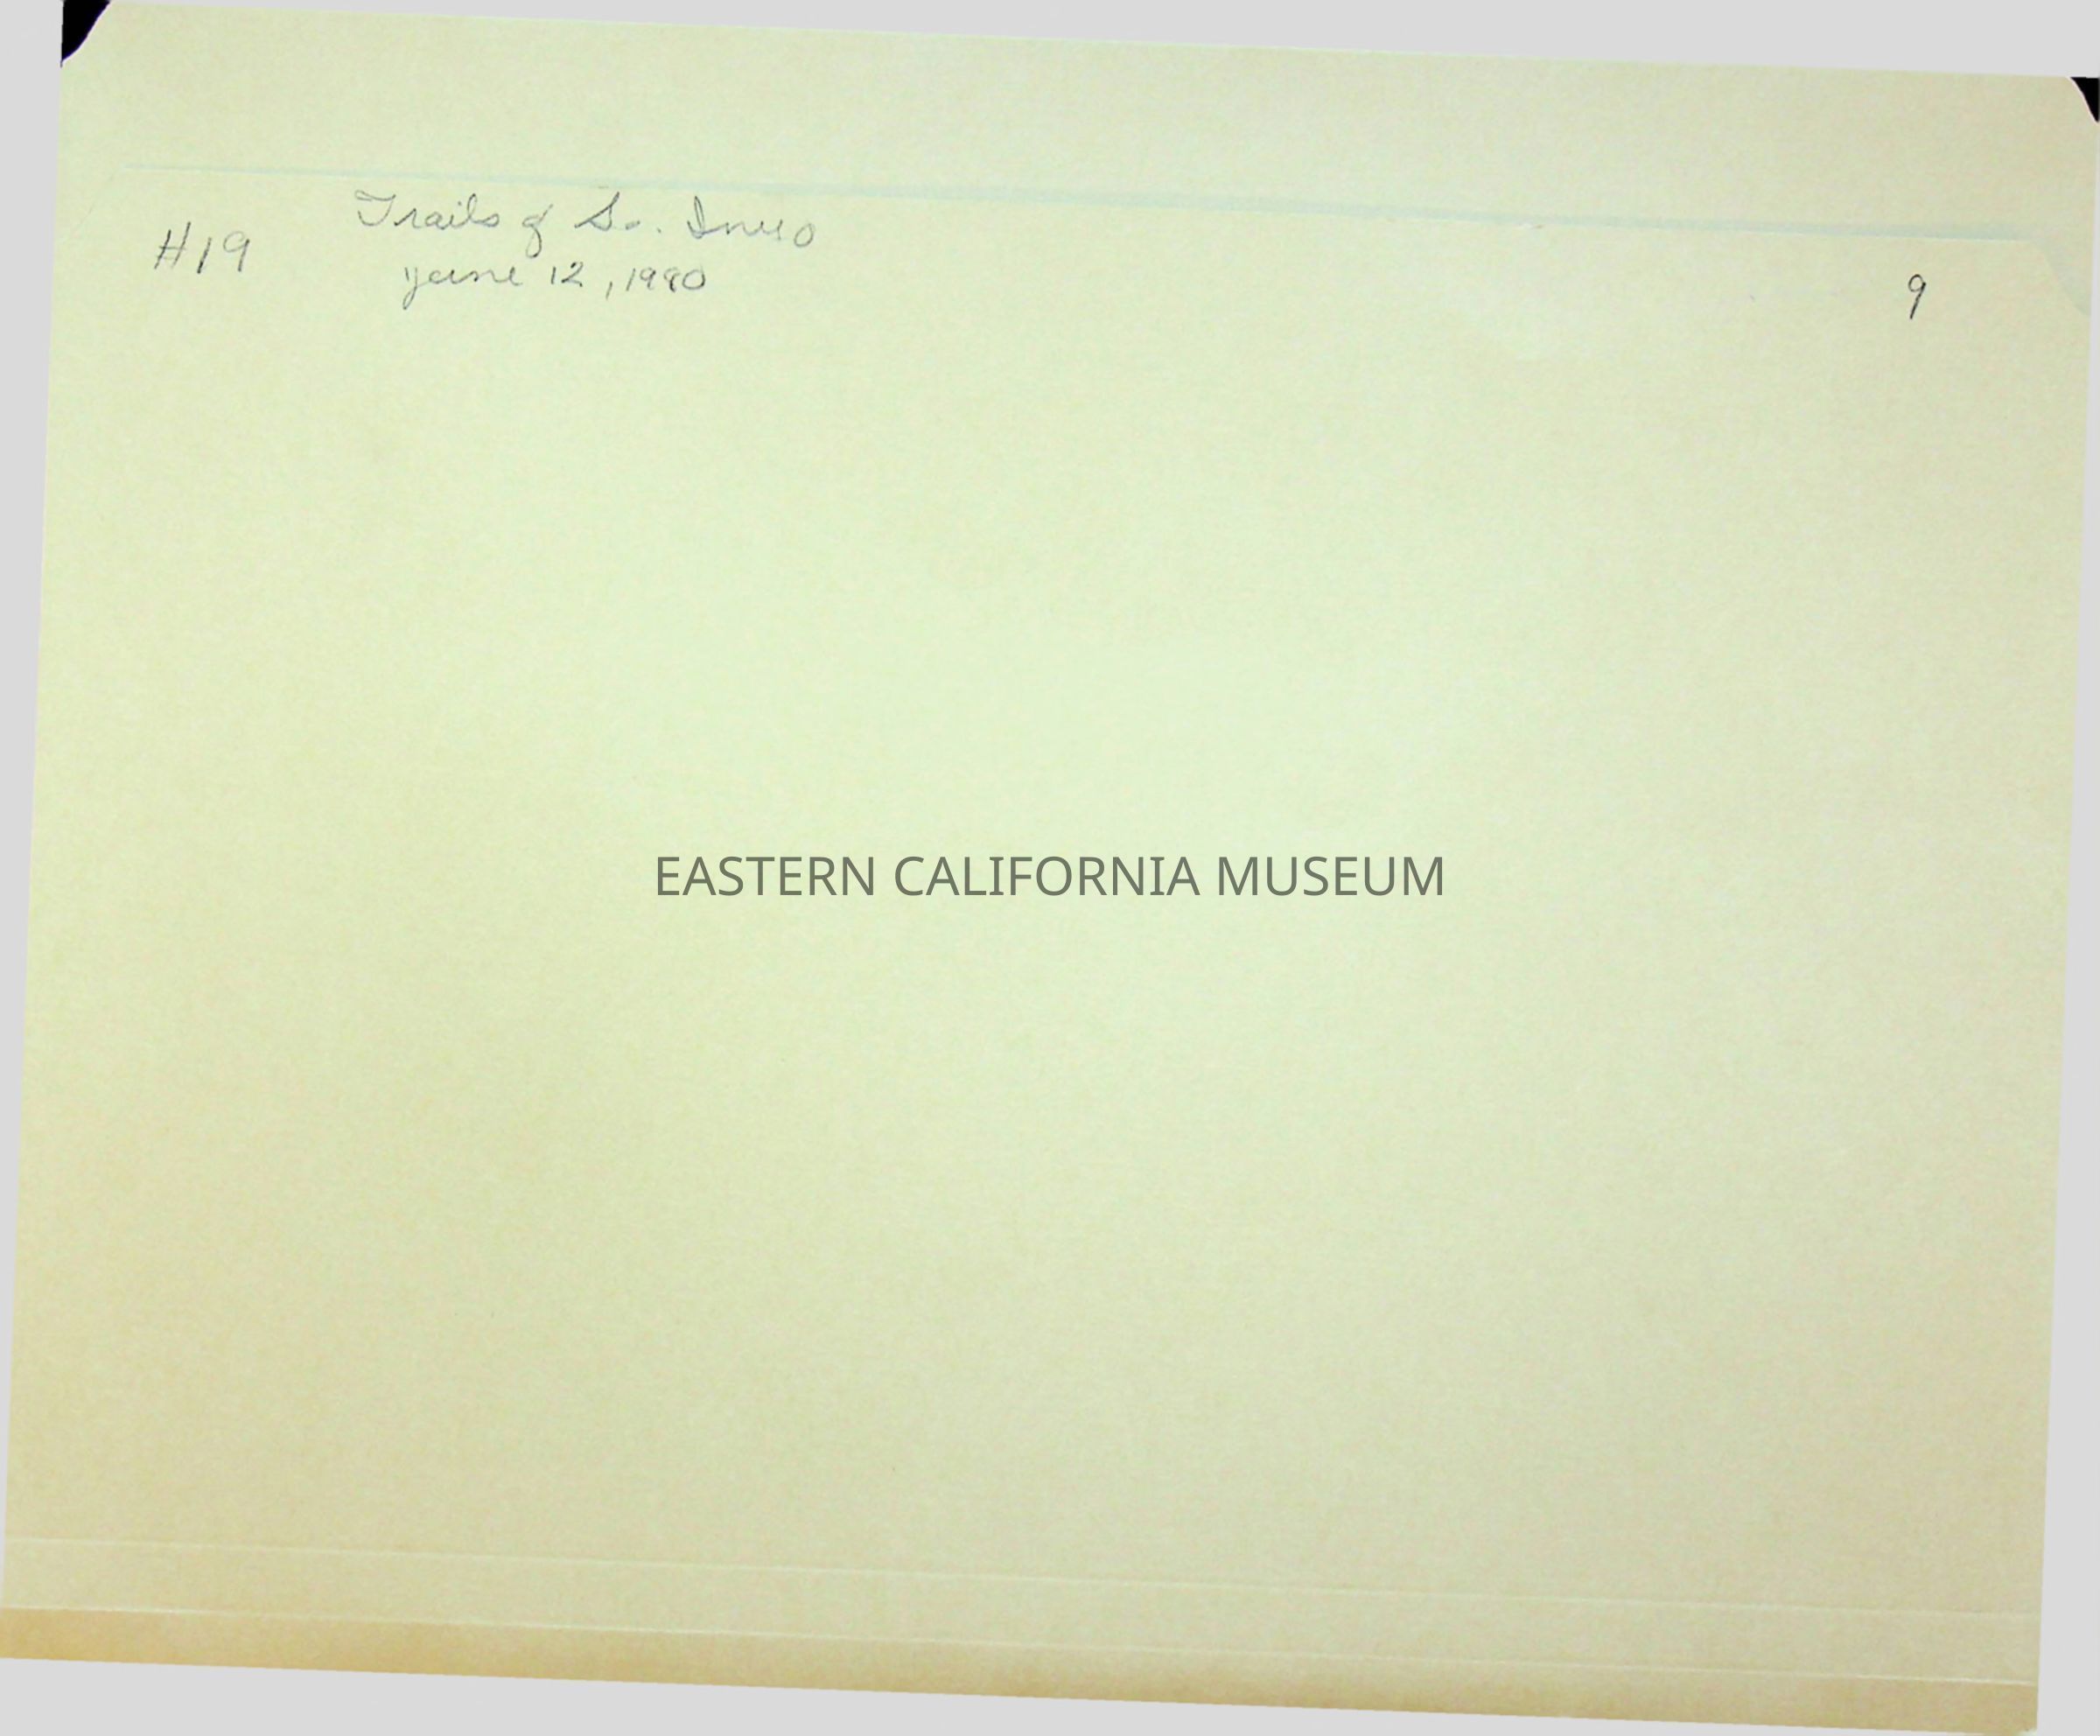 Trails of So. Inyo
#19
June 12, 1980
9
EASTERN CALIFORNIA MUSEUM